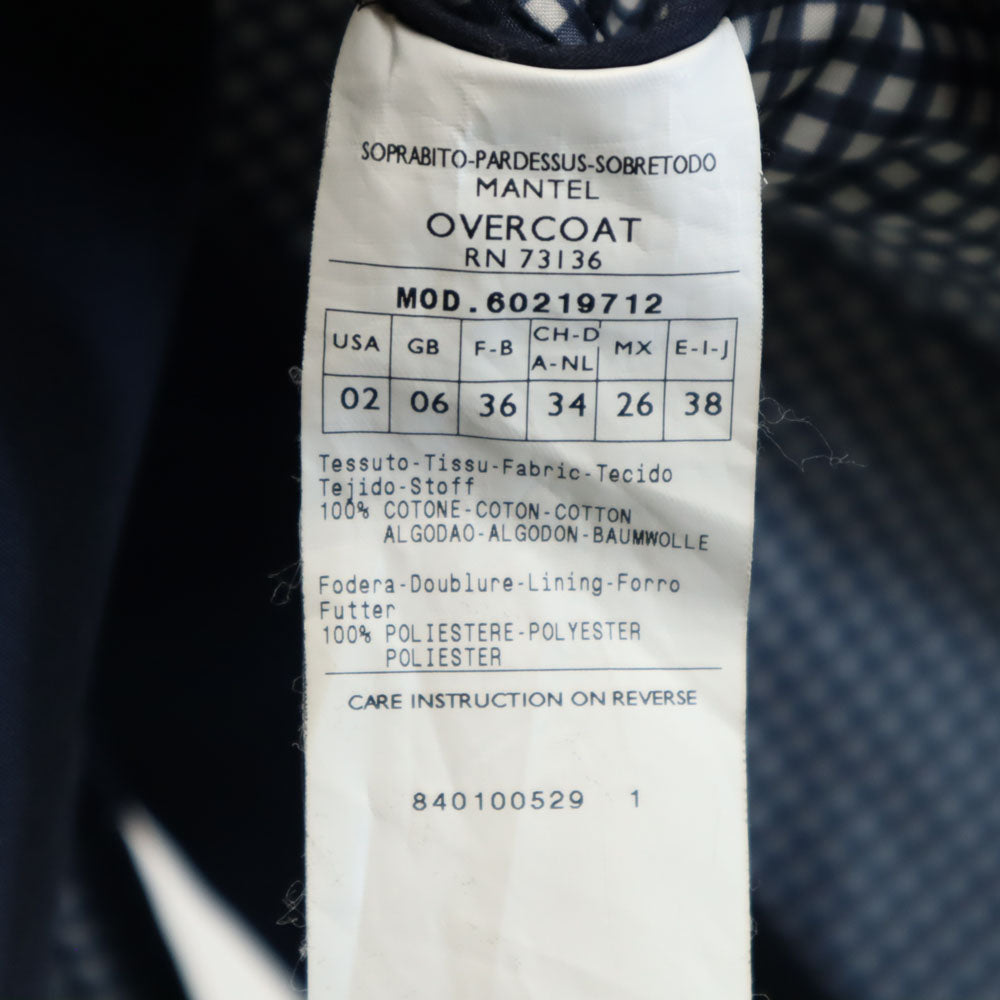 SOPRABITO-PARDESSUS-SOBRETODO
MANTEL
OVERCOAT
RN 73136
MOD.60219712
USA GB F-B CH-D A-NL MX E-I-J
02 06 36 34 26 38
Tessuto-Tissu-Fabric-Tecido
Tejido-Stoff
100% COTONE-COTON-COTTON
ALGODAO-ALGODON-BAUMWOLLE
Fodera-Doublure-Lining-Forro
Futter
100% POLIESTERE-POLYESTER
POLIESTER
CARE INSTRUCTION ON REVERSE
840100529 1